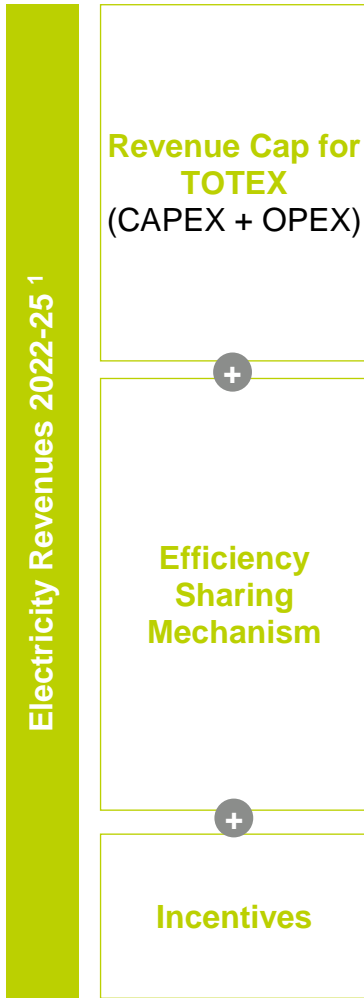 Electricity Revenues 2022-25 ¹
Revenue Cap for
TOTEX
(CAPEX + OPEX)
+
Efficiency
Sharing
Mechanism
+
Incentives